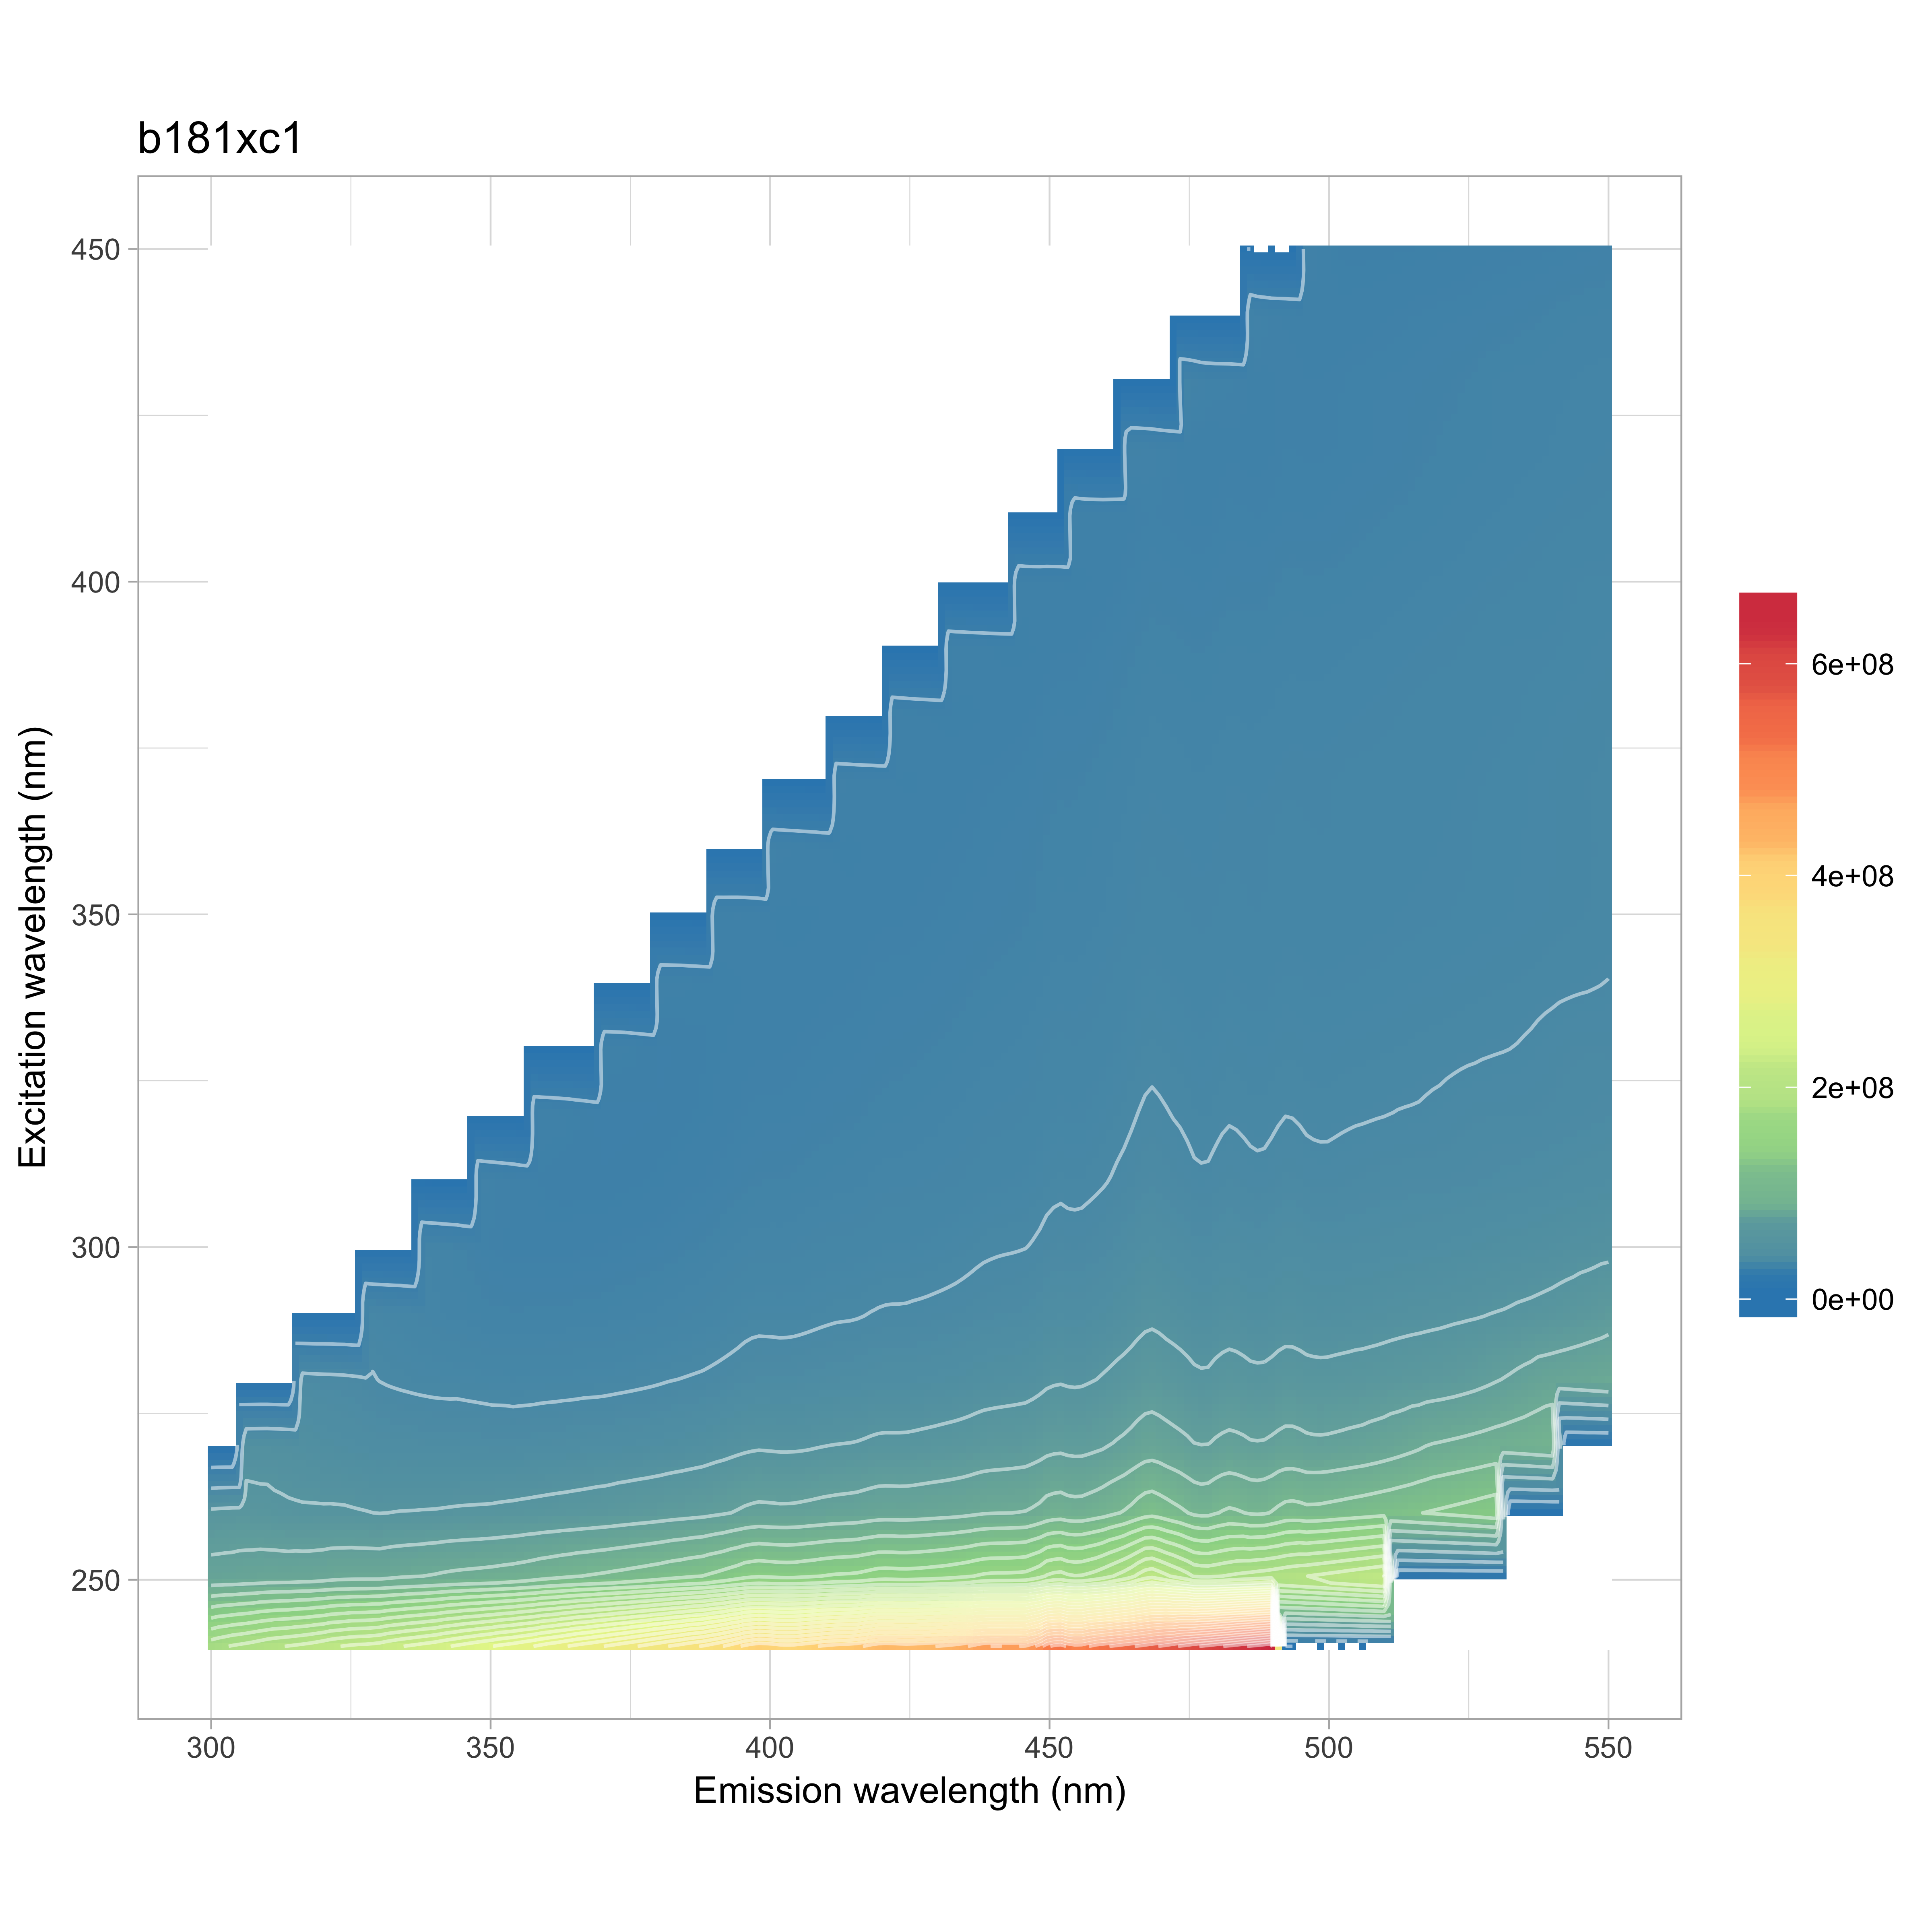 b181xc1
450
400
350
300
250
Excitation wavelength (nm)
300 350 400 450 500 550
Emission wavelength (nm)
6e+08
4e+08
2e+08
0e+00